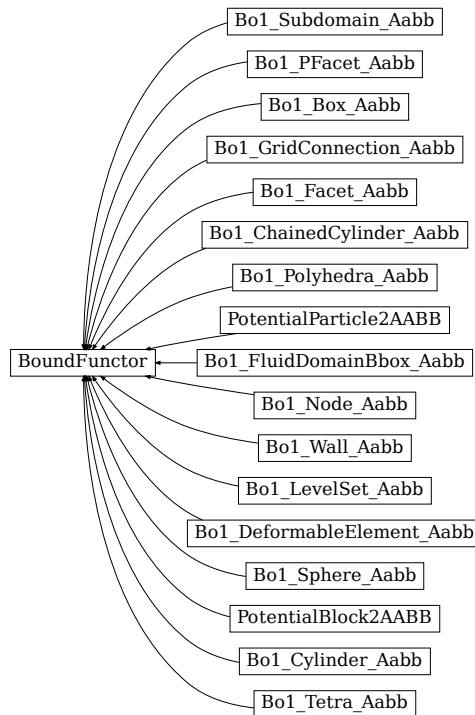 Bo1_Subdomain_Aabb
Bo1_PFacet_Aabb
Bo1_Box_Aabb
Bo1_GridConnection_Aabb
Bo1_Facet_Aabb
Bo1_ChainedCylinder_Aabb
Bo1_Polyhedra_Aabb
PotentialParticle2AABB
BoundFunctor
Bo1_FluidDomainBbox_Aabb
Bo1_Node_Aabb
Bo1_Wall_Aabb
Bo1_LevelSet_Aabb
Bo1_DeformableElement_Aabb
Bo1_Sphere_Aabb
PotentialBlock2AABB
Bo1_Cylinder_Aabb
Bo1_Tetra_Aabb